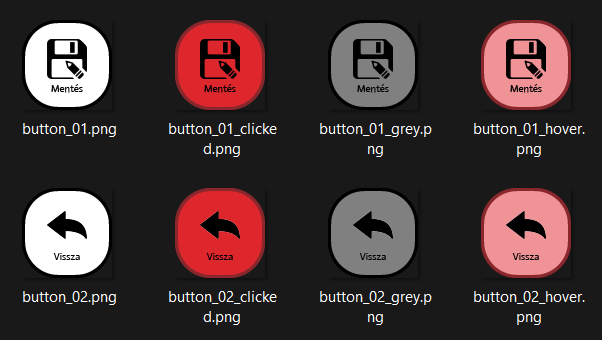 Mentés
Mentés
Mentés
Mentés
button_01.png
button_01_clicke
d.png
button_01_grey.p
ng
button_01_hover.
png
Vissza
Vissza
Vissza
Vissza
button_02.png
button_02_clicke
d.png
button_02_grey.p
ng
button_02_hover.
png